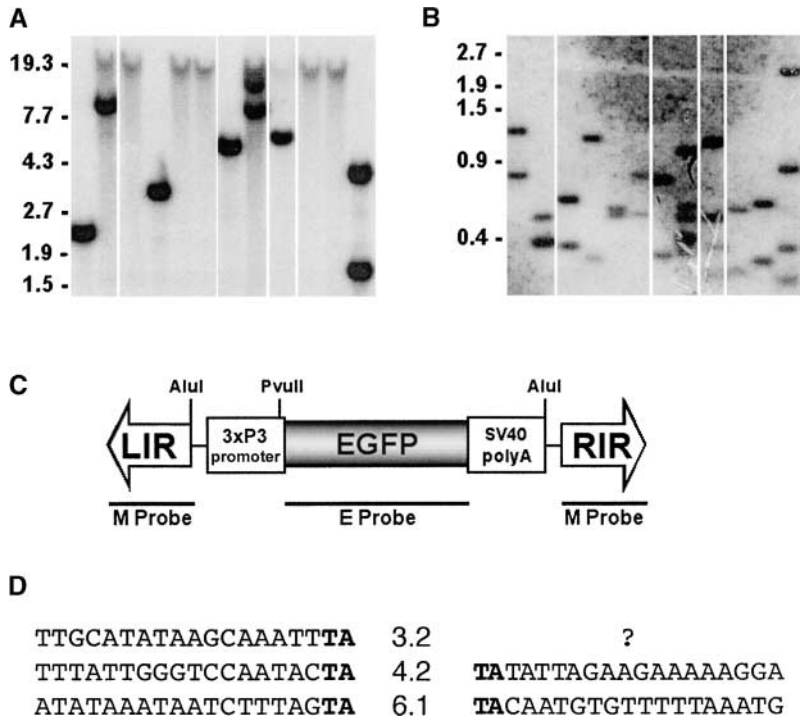 A
19.3 -
7.7 -
4.3 -
2.7 -
1.9 -
1.5 -
B
2.7 -
1.9 -
1.5 -
0.9 -
0.4 -
C
AluI PvuII AluI
LIR 3xP3 promoter EGFP SV40 polyA RIR
M Probe E Probe M Probe
D
TTGCATATAAGCAAATTTA 3.2 ?
TTTATTGGGTCCAATACTA 4.2 TATATTAGAAGAAAAAGGA
ATATAAATAATCTTTAGTA 6.1 TACAATGTGTTTTTAAATG